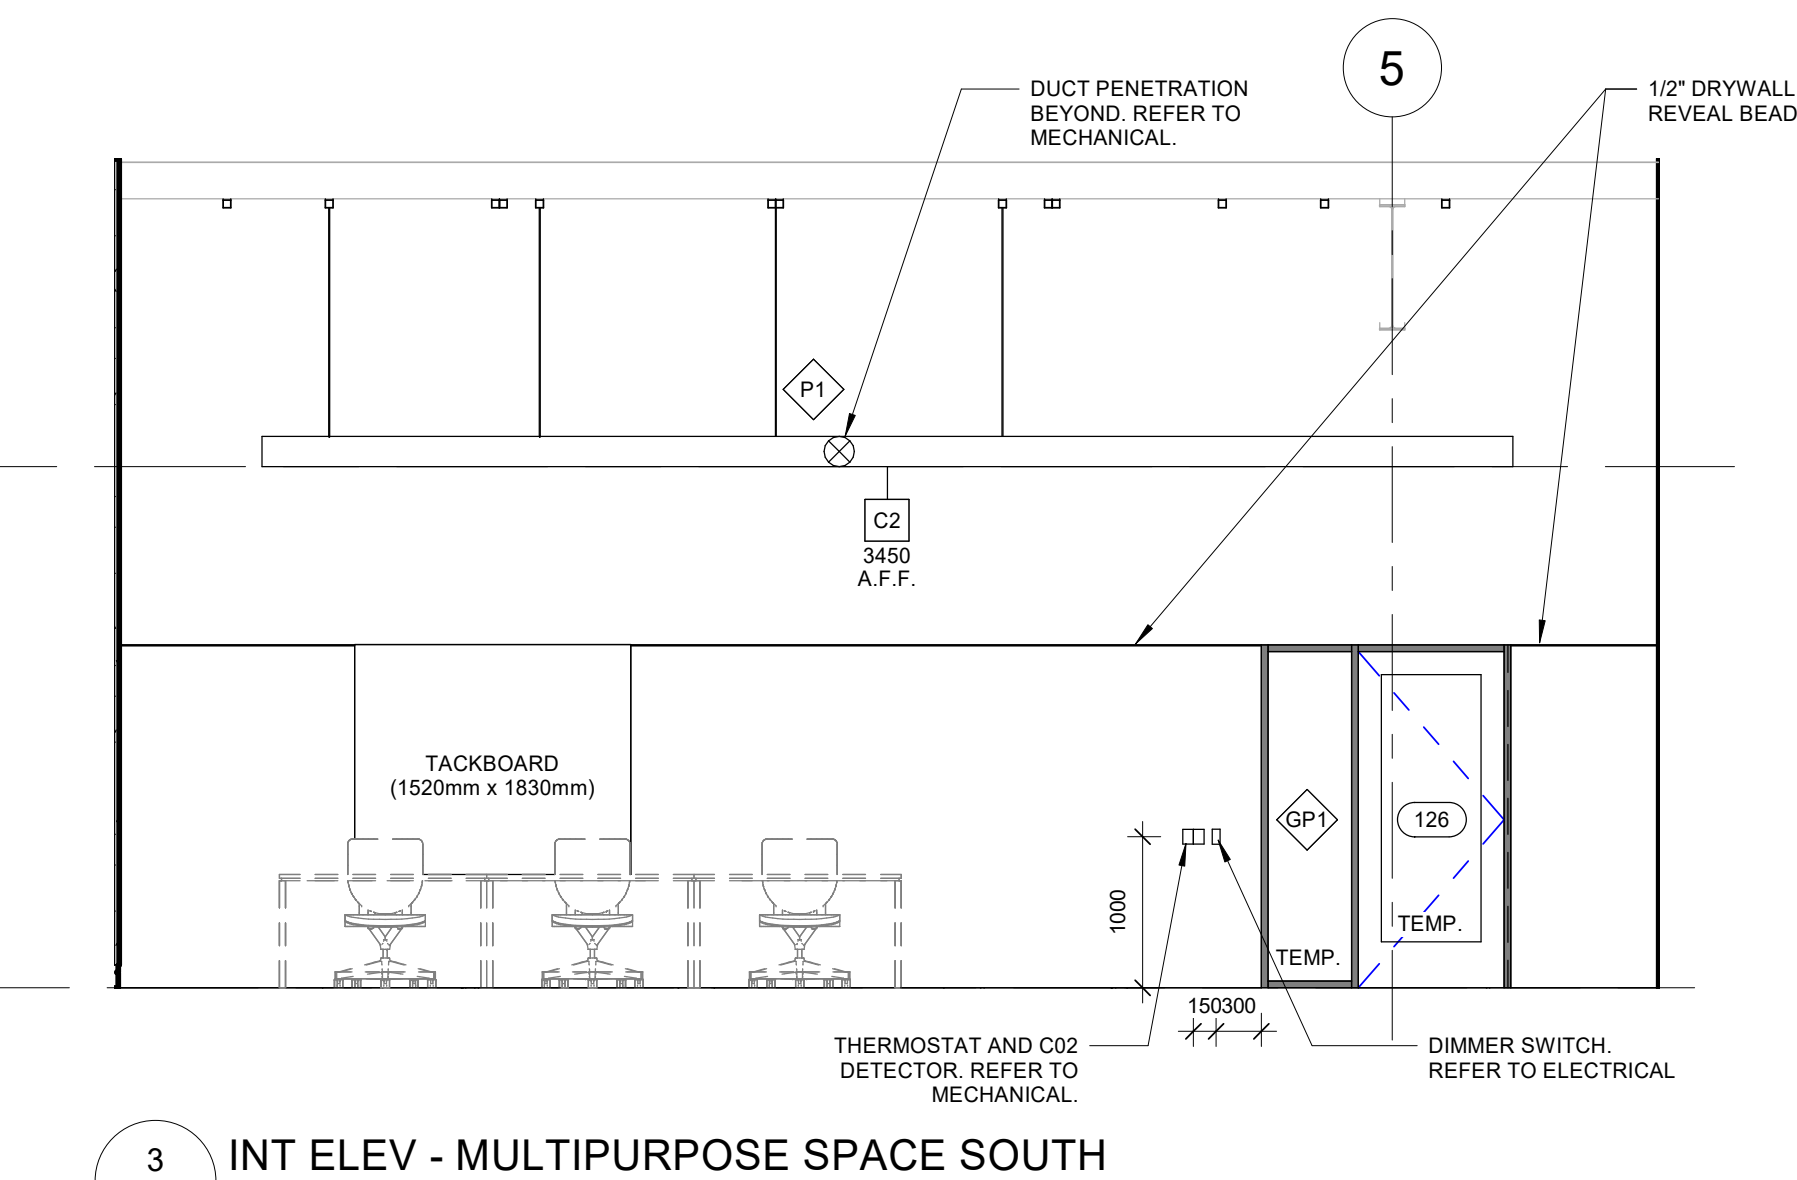 5
DUCT PENETRATION
BEYOND. REFER TO
MECHANICAL.
1/2" DRYWALL
REVEAL BEAD
P1
C2
3450
A.F.F.
TACKBOARD
(1520mm x 1830mm)
GP1
126
1000
TEMP.
TEMP.
150300
THERMOSTAT AND C02
DETECTOR. REFER TO
MECHANICAL.
DIMMER SWITCH.
REFER TO ELECTRICAL
3
INT ELEV - MULTIPURPOSE SPACE SOUTH